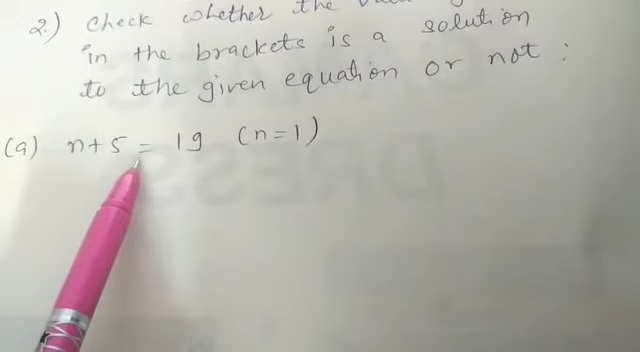 2.) Check whether the
in the brackets is a solution
to the given equation or not :
(a) n+5 = 19 (n=1)